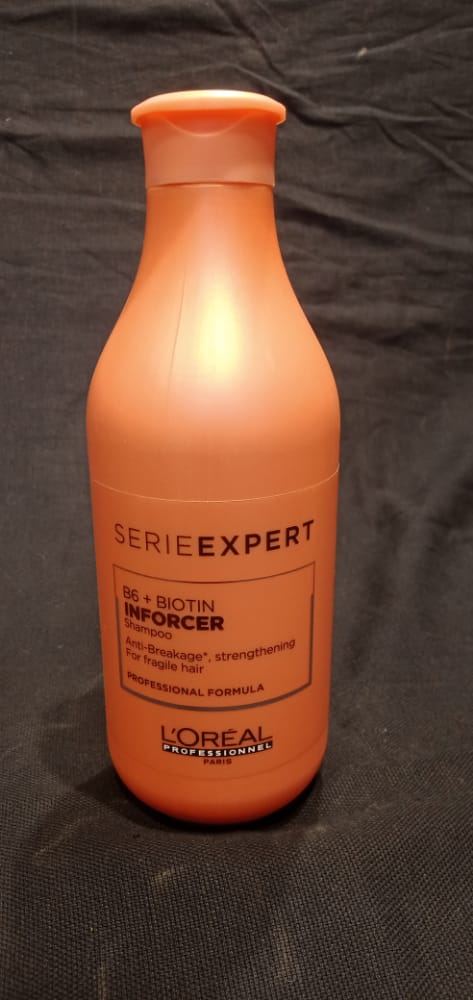 SERIEEXPERT
B6 + BIOTIN
INFORCER
Shampoo
Anti-Breakage*, strengthening
For fragile hair
PROFESSIONAL FORMULA
L'ORÉAL
PROFESSIONNEL
PARIS